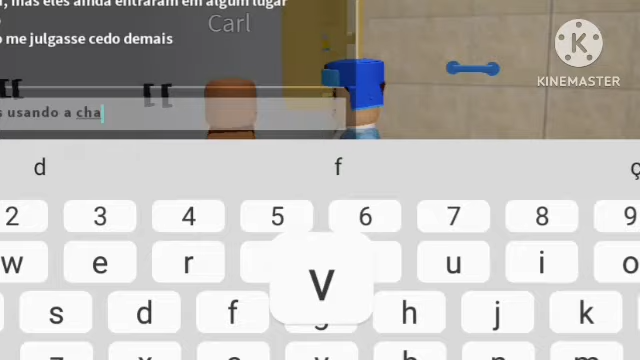 , mas eles ainda entraram em algum lugar
Carl
o me julgasse cedo demais
KINEMASTER
s usando a cha
d f ç
2 3 4 5 6 7 8 9
w e r u i o
v
s d f h j k